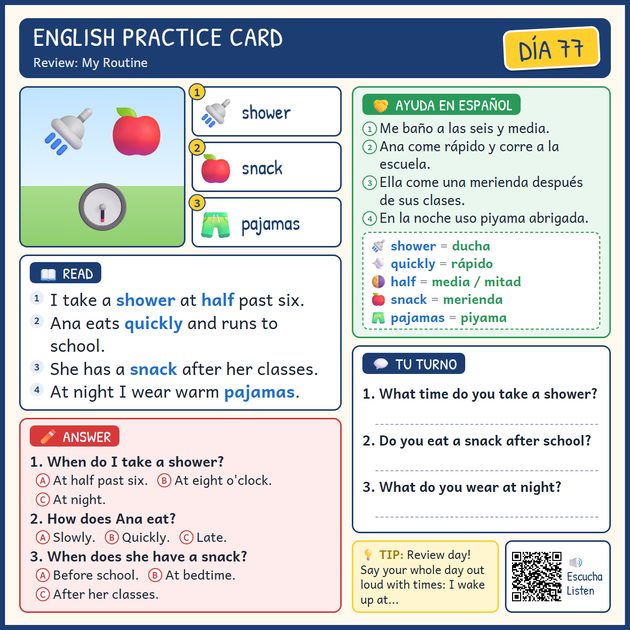 ENGLISH PRACTICE CARD
Review: My Routine
DÍA 77
1 shower
2 snack
3 pajamas
READ
1 I take a shower at half past six.
2 Ana eats quickly and runs to
school.
3 She has a snack after her classes.
4 At night I wear warm pajamas.
ANSWER
1. When do I take a shower?
A At half past six. B At eight o'clock.
C At night.
2. How does Ana eat?
A Slowly. B Quickly. C Late.
3. When does she have a snack?
A Before school. B At bedtime.
C After her classes.
AYUDA EN ESPAÑOL
1 Me baño a las seis y media.
2 Ana come rápido y corre a la
escuela.
3 Ella come una merienda después
de sus clases.
4 En la noche uso piyama abrigada.
shower = ducha
quickly = rápido
half = media / mitad
snack = merienda
pajamas = piyama
TU TURNO
1. What time do you take a shower?
2. Do you eat a snack after school?
3. What do you wear at night?
TIP: Review day!
Say your whole day out
loud with times: I wake
up at...
Escucha
Listen